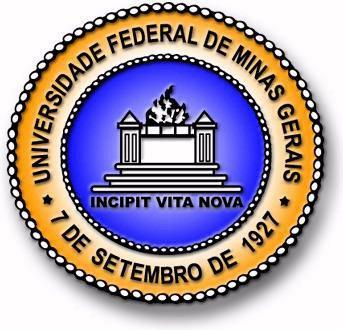 UNIVERSIDADE FEDERAL DE MINAS GERAIS
INCIPIT VITA NOVA
★ 7 DE SETEMBRO DE 1927 ★